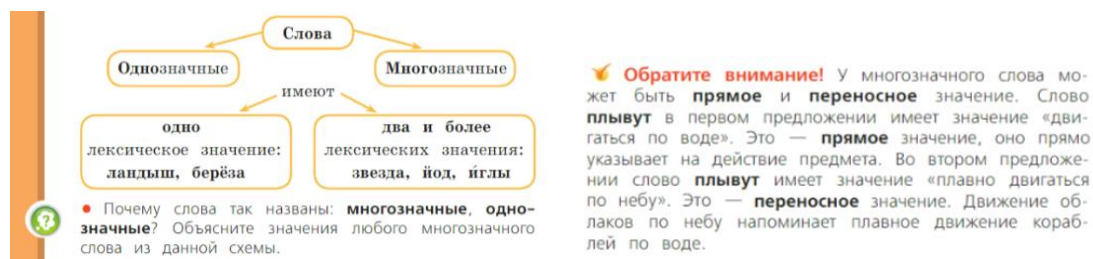 Слова
Однозначные
Многозначные
имеют
одно
лексическое значение:
ландыш, берёза
два и более
лексических значения:
звезда, йод, и́глы
• Почему слова так названы: многозначные, одно-
значные? Объясните значения любого многозначного
слова из данной схемы.
Обратите внимание! У многозначного слова мо-
жет быть прямое и переносное значение. Слово
плывут в первом предложении имеет значение «дви-
гаться по воде». Это — прямое значение, оно прямо
указывает на действие предмета. Во втором предложе-
нии слово плывут имеет значение «плавно двигаться
по небу». Это — переносное значение. Движение об-
лаков по небу напоминает плавное движение кораб-
лей по воде.